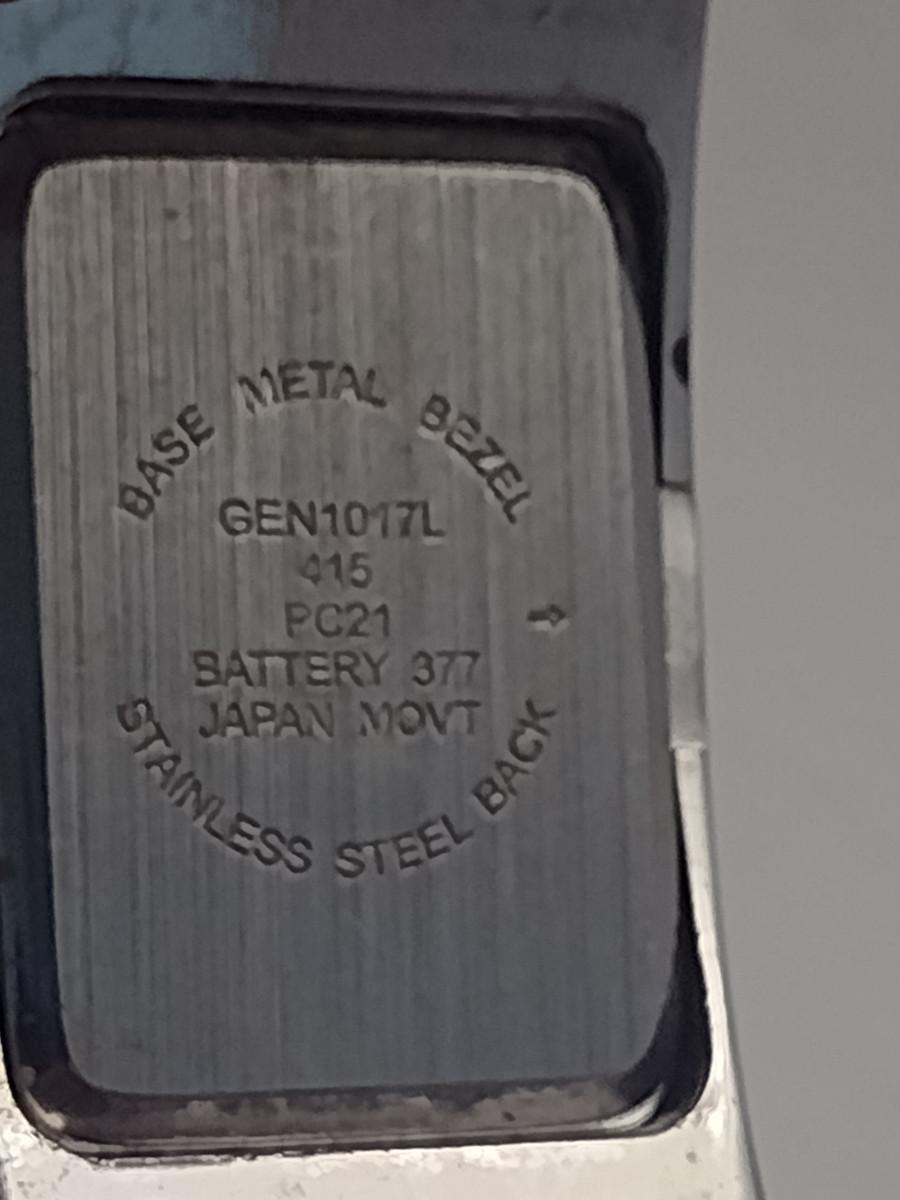 BASE METAL BEZEL
GEN1017L
415
PC21
BATTERY 377
JAPAN MOVT
STAINLESS STEEL BACK